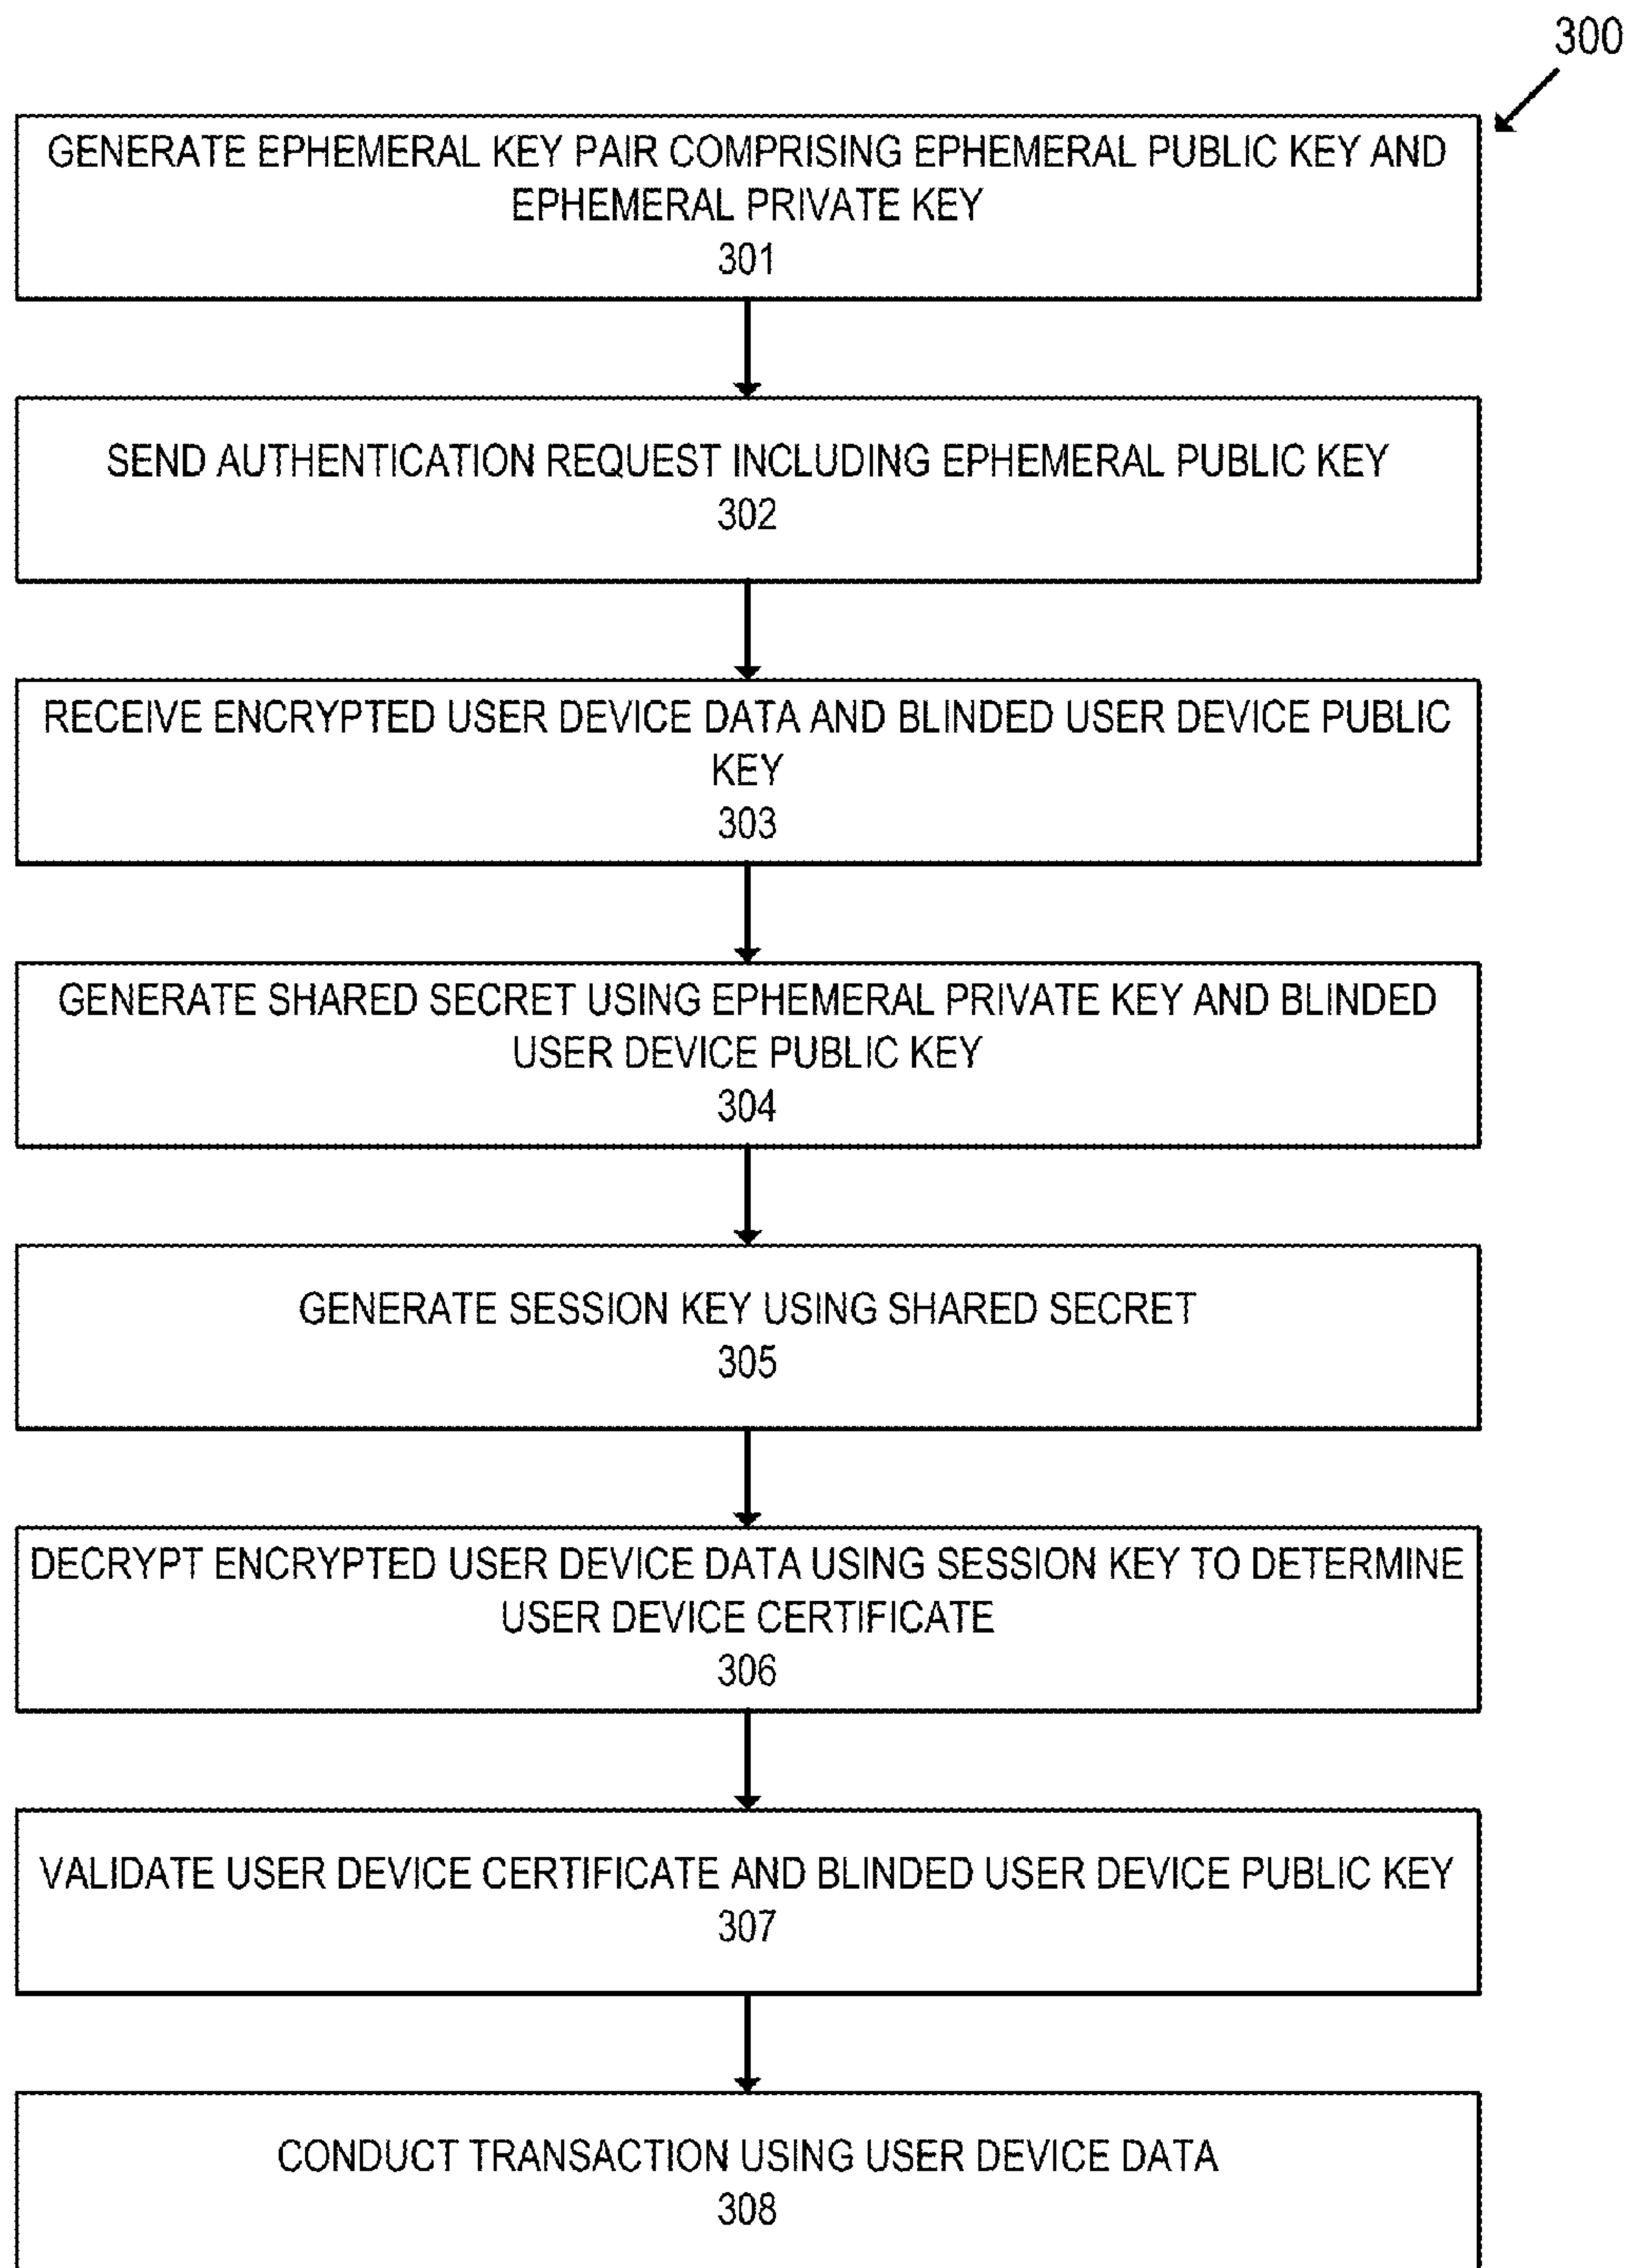 300
GENERATE EPHEMERAL KEY PAIR COMPRISING EPHEMERAL PUBLIC KEY AND
EPHEMERAL PRIVATE KEY
301
SEND AUTHENTICATION REQUEST INCLUDING EPHEMERAL PUBLIC KEY
302
RECEIVE ENCRYPTED USER DEVICE DATA AND BLINDED USER DEVICE PUBLIC
KEY
303
GENERATE SHARED SECRET USING EPHEMERAL PRIVATE KEY AND BLINDED
USER DEVICE PUBLIC KEY
304
GENERATE SESSION KEY USING SHARED SECRET
305
DECRYPT ENCRYPTED USER DEVICE DATA USING SESSION KEY TO DETERMINE
USER DEVICE CERTIFICATE
306
VALIDATE USER DEVICE CERTIFICATE AND BLINDED USER DEVICE PUBLIC KEY
307
CONDUCT TRANSACTION USING USER DEVICE DATA
308